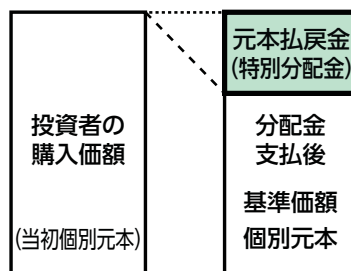 投資者の
購入価額
(当初個別元本)
元本払戻金
(特別分配金)
分配金
支払後
基準価額
個別元本